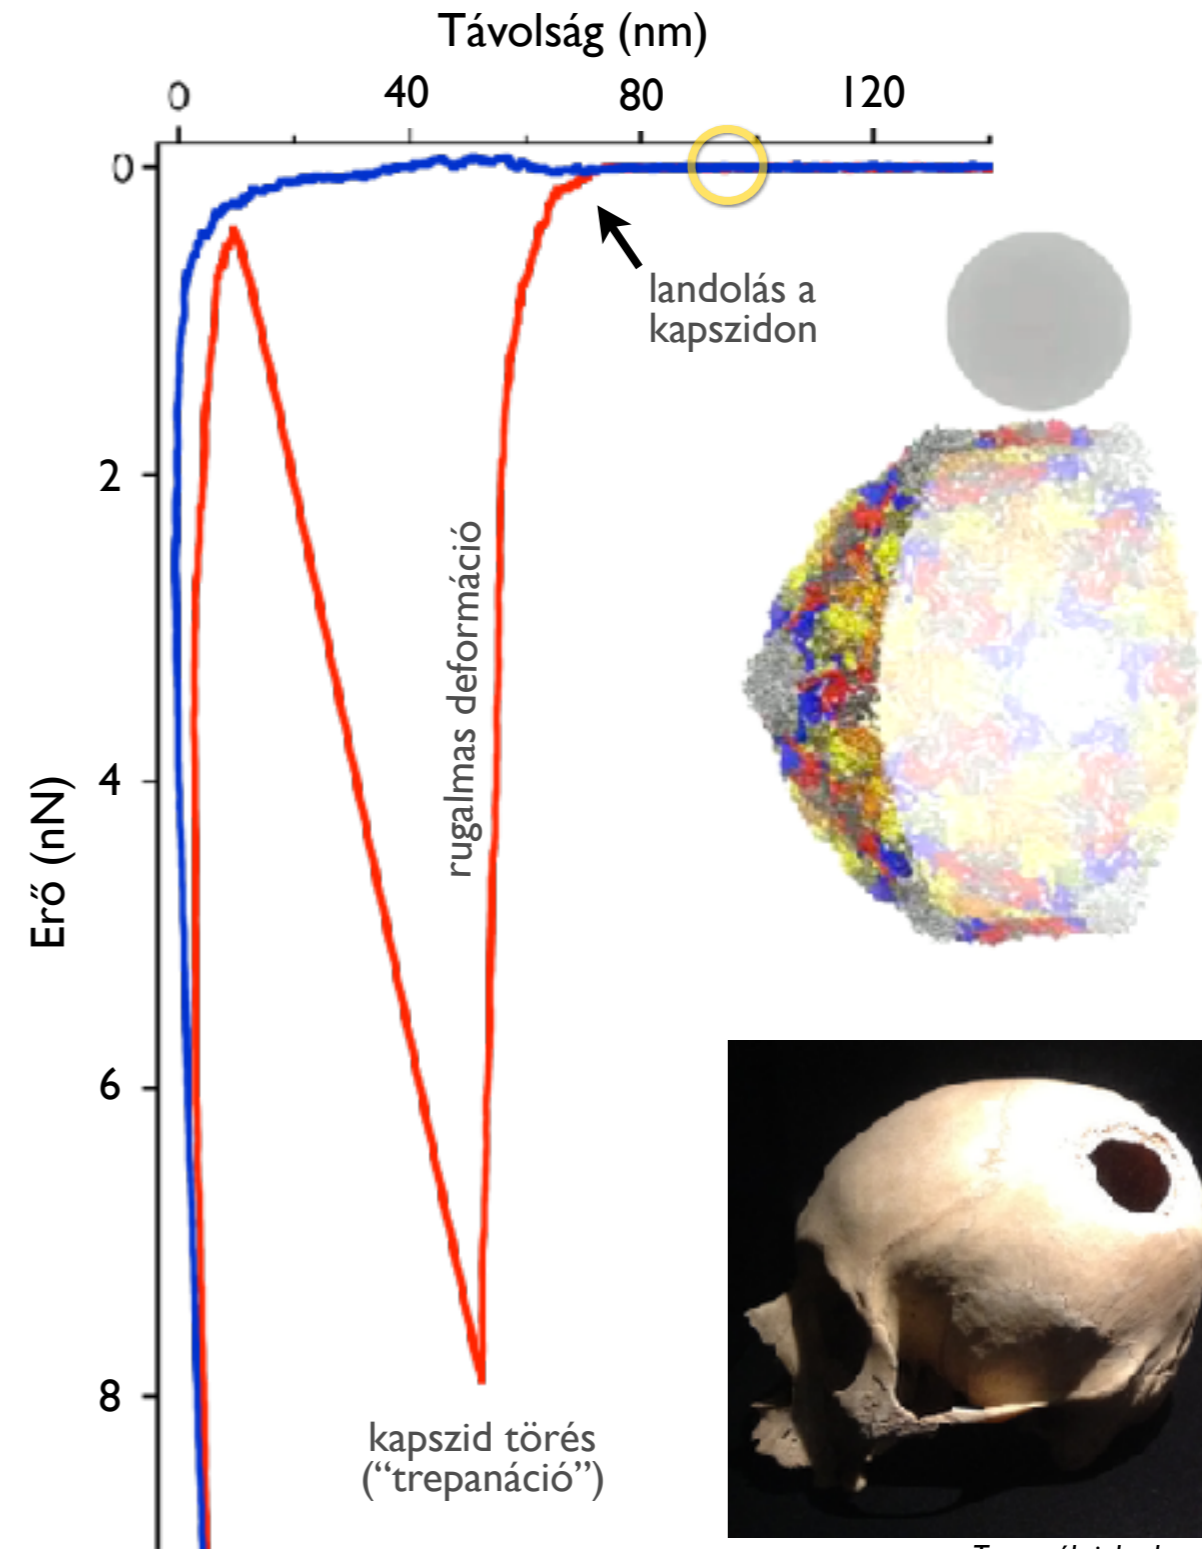 Távolság (nm)
0 40 80 120
0
2
4
6
8
Erő (nN)
landolás a
kapszidon
rugalmas deformáció
kapszid törés
(“trepanáció”)